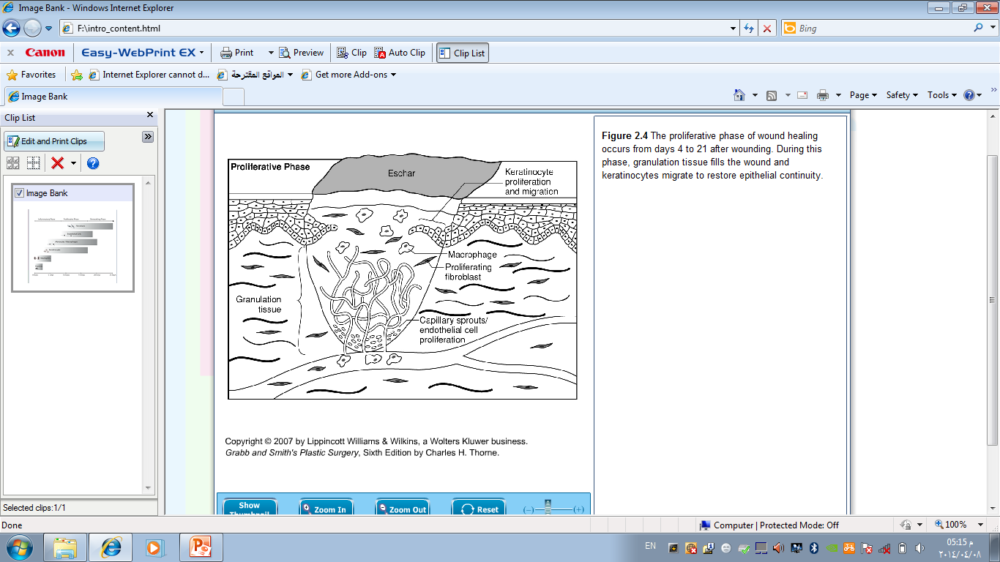 Image Bank - Windows Internet Explorer
F:\intro_content.html
Bing
x Canon Easy-WebPrint EX Print Preview Clip Auto Clip Clip List
Favorites Internet Explorer cannot d... المواقع المقترحة Get more Add-ons
Image Bank
Page Safety Tools
Clip List
Edit and Print Clips
Image Bank
Selected clips:1/1
Proliferative Phase
Eschar
Keratinocyte
proliferation
and migration
Macrophage
Proliferating
fibroblast
Granulation
tissue
Capillary sprouts/
endothelial cell
proliferation
Figure 2.4 The proliferative phase of wound healing
occurs from days 4 to 21 after wounding. During this
phase, granulation tissue fills the wound and
keratinocytes migrate to restore epithelial continuity.
Copyright © 2007 by Lippincott Williams & Wilkins, a Wolters Kluwer business.
Grabb and Smith's Plastic Surgery, Sixth Edition by Charles H. Thorne.
Show
Zoom In
Zoom Out
Reset
(–) (+)
Done
Computer | Protected Mode: Off
100%
EN
05:15 م
٢٠١٤/٠٤/٠٨